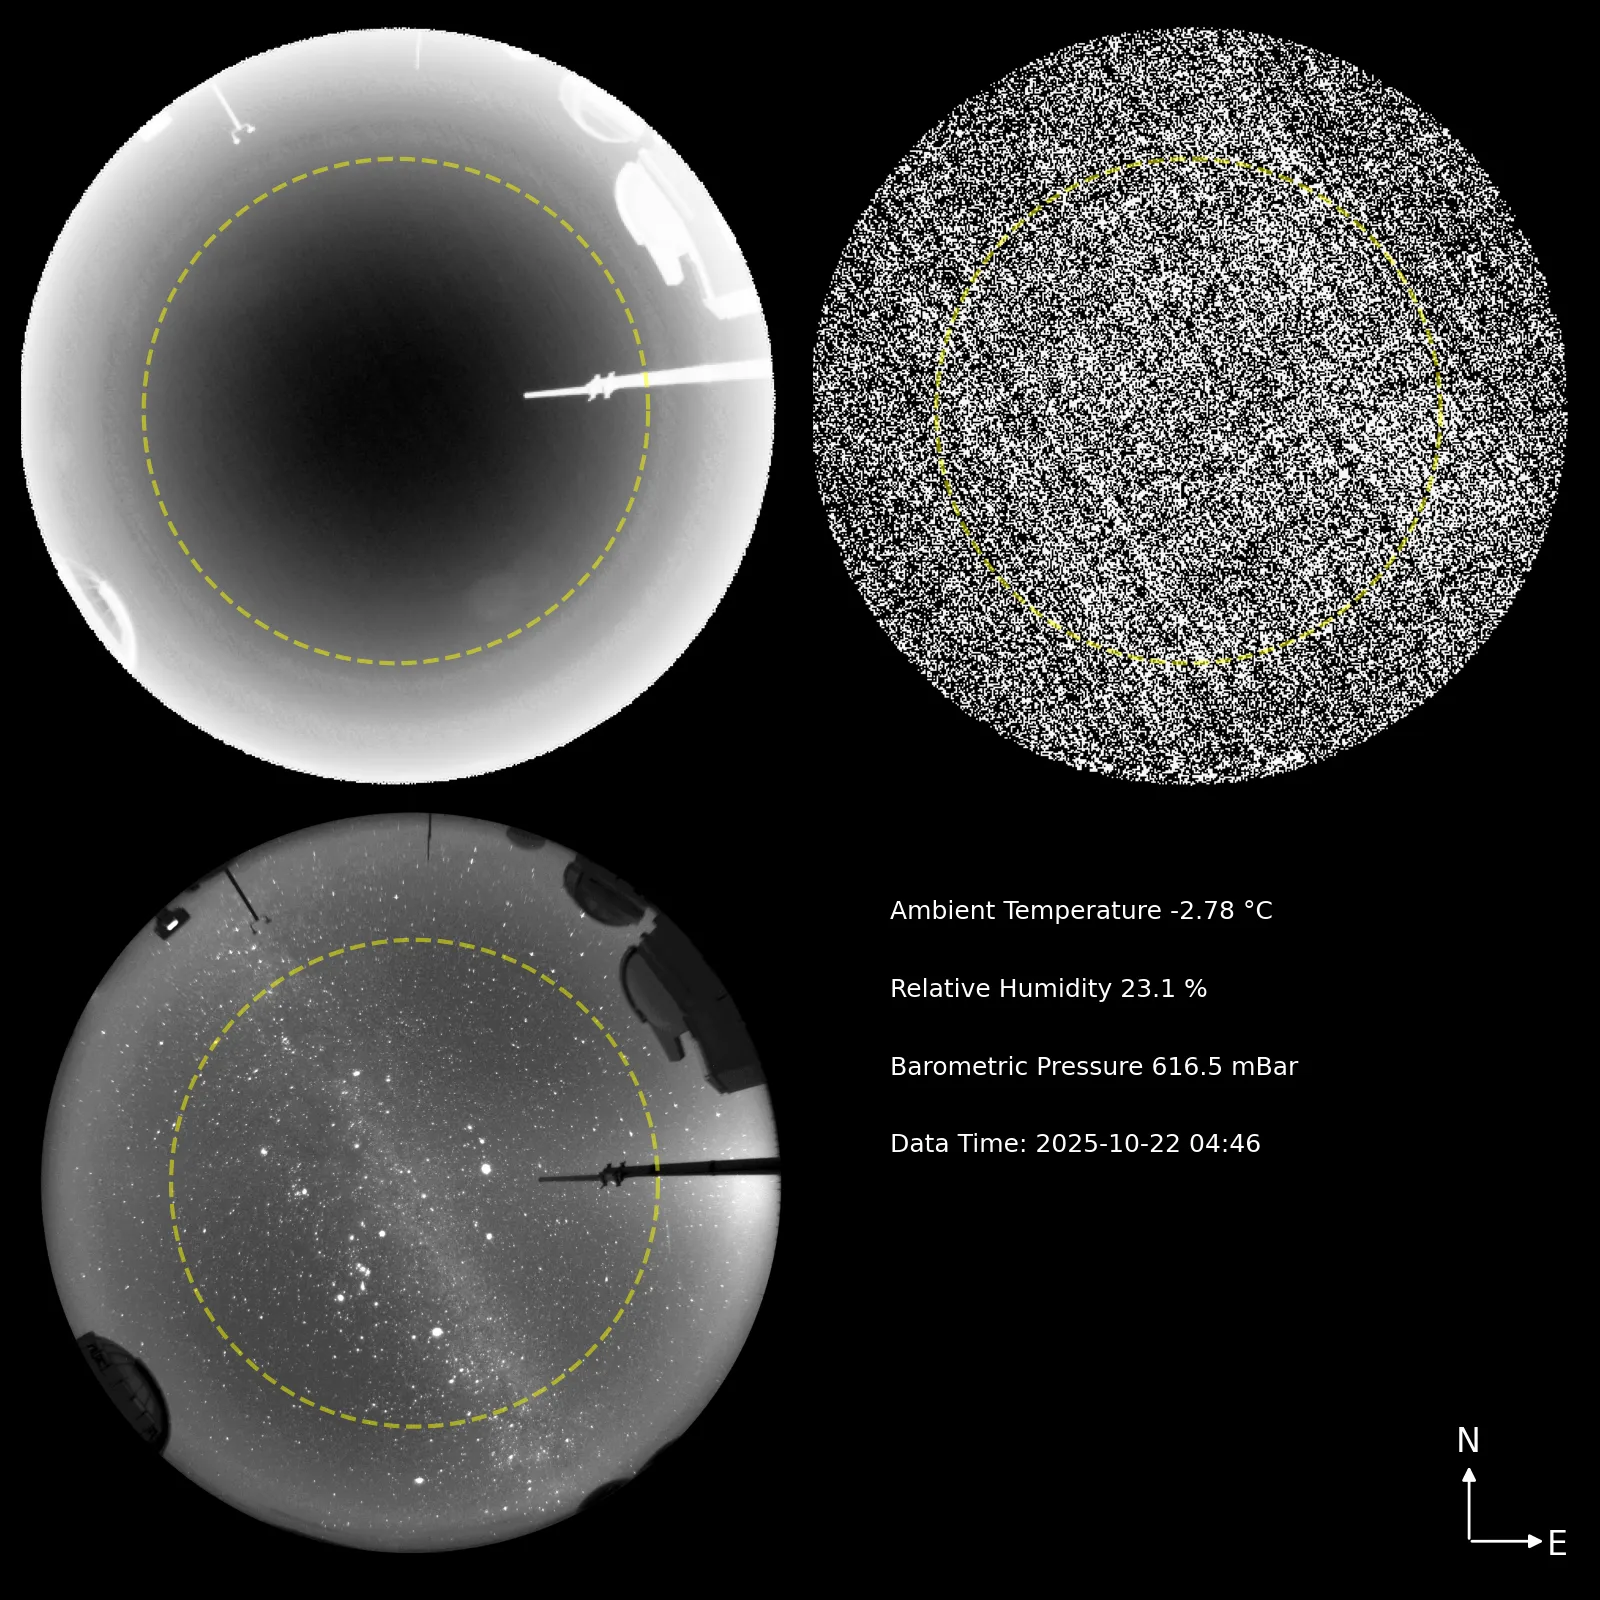 Ambient Temperature -2.78 °C
Relative Humidity 23.1 %
Barometric Pressure 616.5 mBar
Data Time: 2025-10-22 04:46
N
E